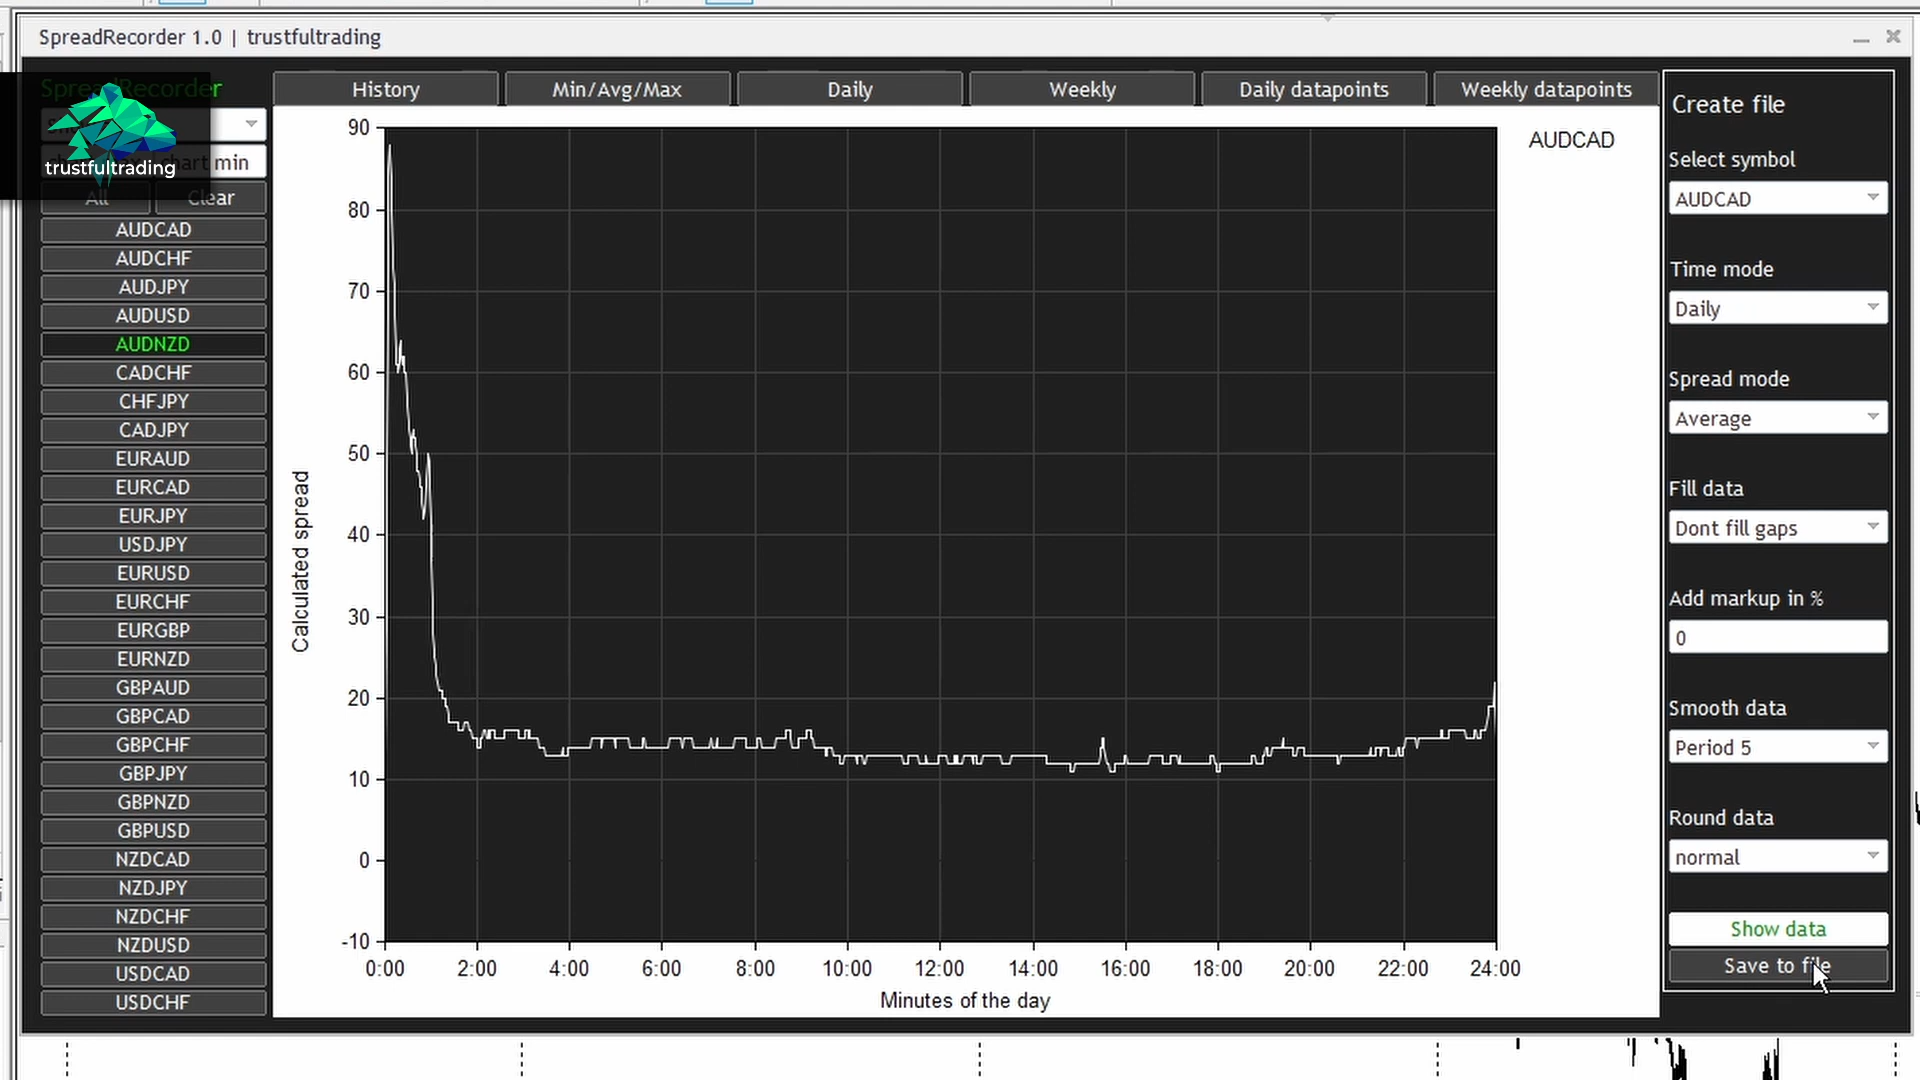 SpreadRecorder 1.0 | trustfultrading
SpreadRecorder
trustfultrading
chart min
All
Clear
AUDCAD
AUDCHF
AUDJPY
AUDUSD
AUDNZD
CADCHF
CHFJPY
CADJPY
EURAUD
EURCAD
EURJPY
USDJPY
EURUSD
EURCHF
EURGBP
EURNZD
GBPAUD
GBPCAD
GBPCHF
GBPJPY
GBPNZD
GBPUSD
NZDCAD
NZDJPY
NZDCHF
NZDUSD
USDCAD
USDCHF
History
Min/Avg/Max
Daily
Weekly
Daily datapoints
Weekly datapoints
90
80
70
60
50
40
30
20
10
0
-10
Calculated spread
0:00
2:00
4:00
6:00
8:00
10:00
12:00
14:00
16:00
18:00
20:00
22:00
24:00
Minutes of the day
AUDCAD
Create file
Select symbol
AUDCAD
Time mode
Daily
Spread mode
Average
Fill data
Dont fill gaps
Add markup in %
0
Smooth data
Period 5
Round data
normal
Show data
Save to file